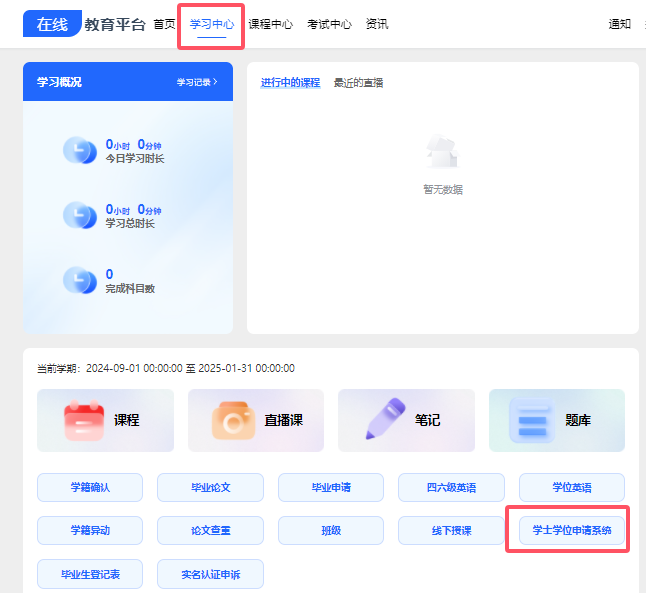 在线 教育平台 首页 学习中心 课程中心 考试中心 资讯 通知
学习概况 学习记录 >
0小时 0分钟
今日学习时长
0小时 0分钟
学习总时长
0
完成科目数
进行中的课程 最近的直播
暂无数据
当前学期: 2024-09-01 00:00:00 至 2025-01-31 00:00:00
课程 直播课 笔记 题库
学籍确认 毕业论文 毕业申请 四六级英语 学位英语
学籍异动 论文查重 班级 线下授课 学士学位申请系统
毕业生登记表 实名认证申诉